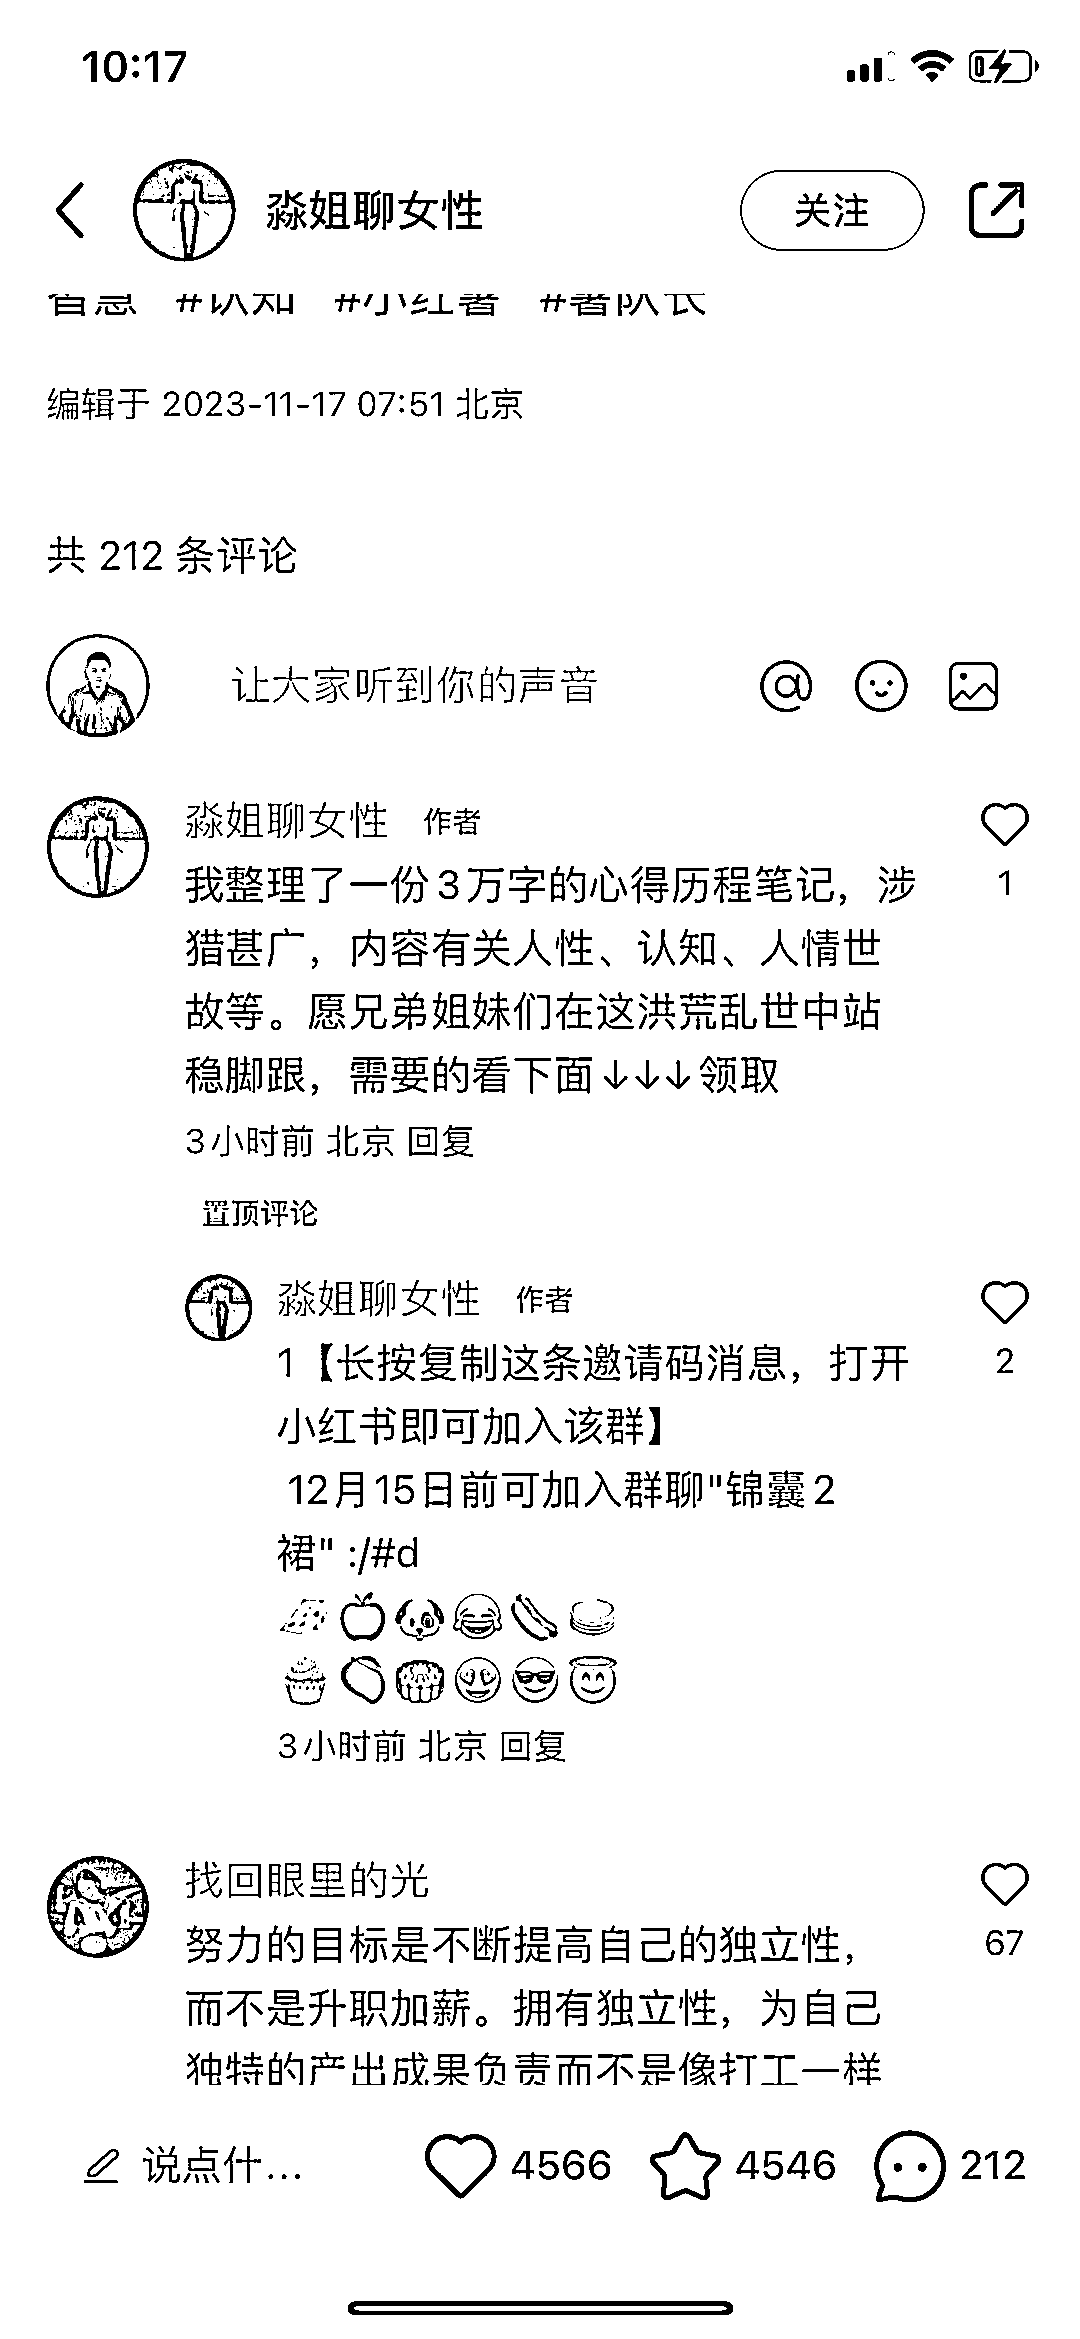 10:17
淼姐聊女性
关注
智慧 #认知 #小红薯 #薯队长
编辑于 2023-11-17 07:51 北京
共 212 条评论
让大家听到你的声音
淼姐聊女性 作者
我整理了一份3万字的心得历程笔记，涉
1
猎甚广，内容有关人性、认知、人情世
故等。愿兄弟姐妹们在这洪荒乱世中站
稳脚跟，需要的看下面↓↓↓领取
3小时前 北京 回复
置顶评论
淼姐聊女性 作者
1【长按复制这条邀请码消息，打开
2
小红书即可加入该群】
12月15日前可加入群聊"锦囊2
裙" :/#d
3小时前 北京 回复
找回眼里的光
努力的目标是不断提高自己的独立性，
67
而不是升职加薪。拥有独立性，为自己
独特的产出成果负责而不是像打工一样
说点什...
4566
4546
212